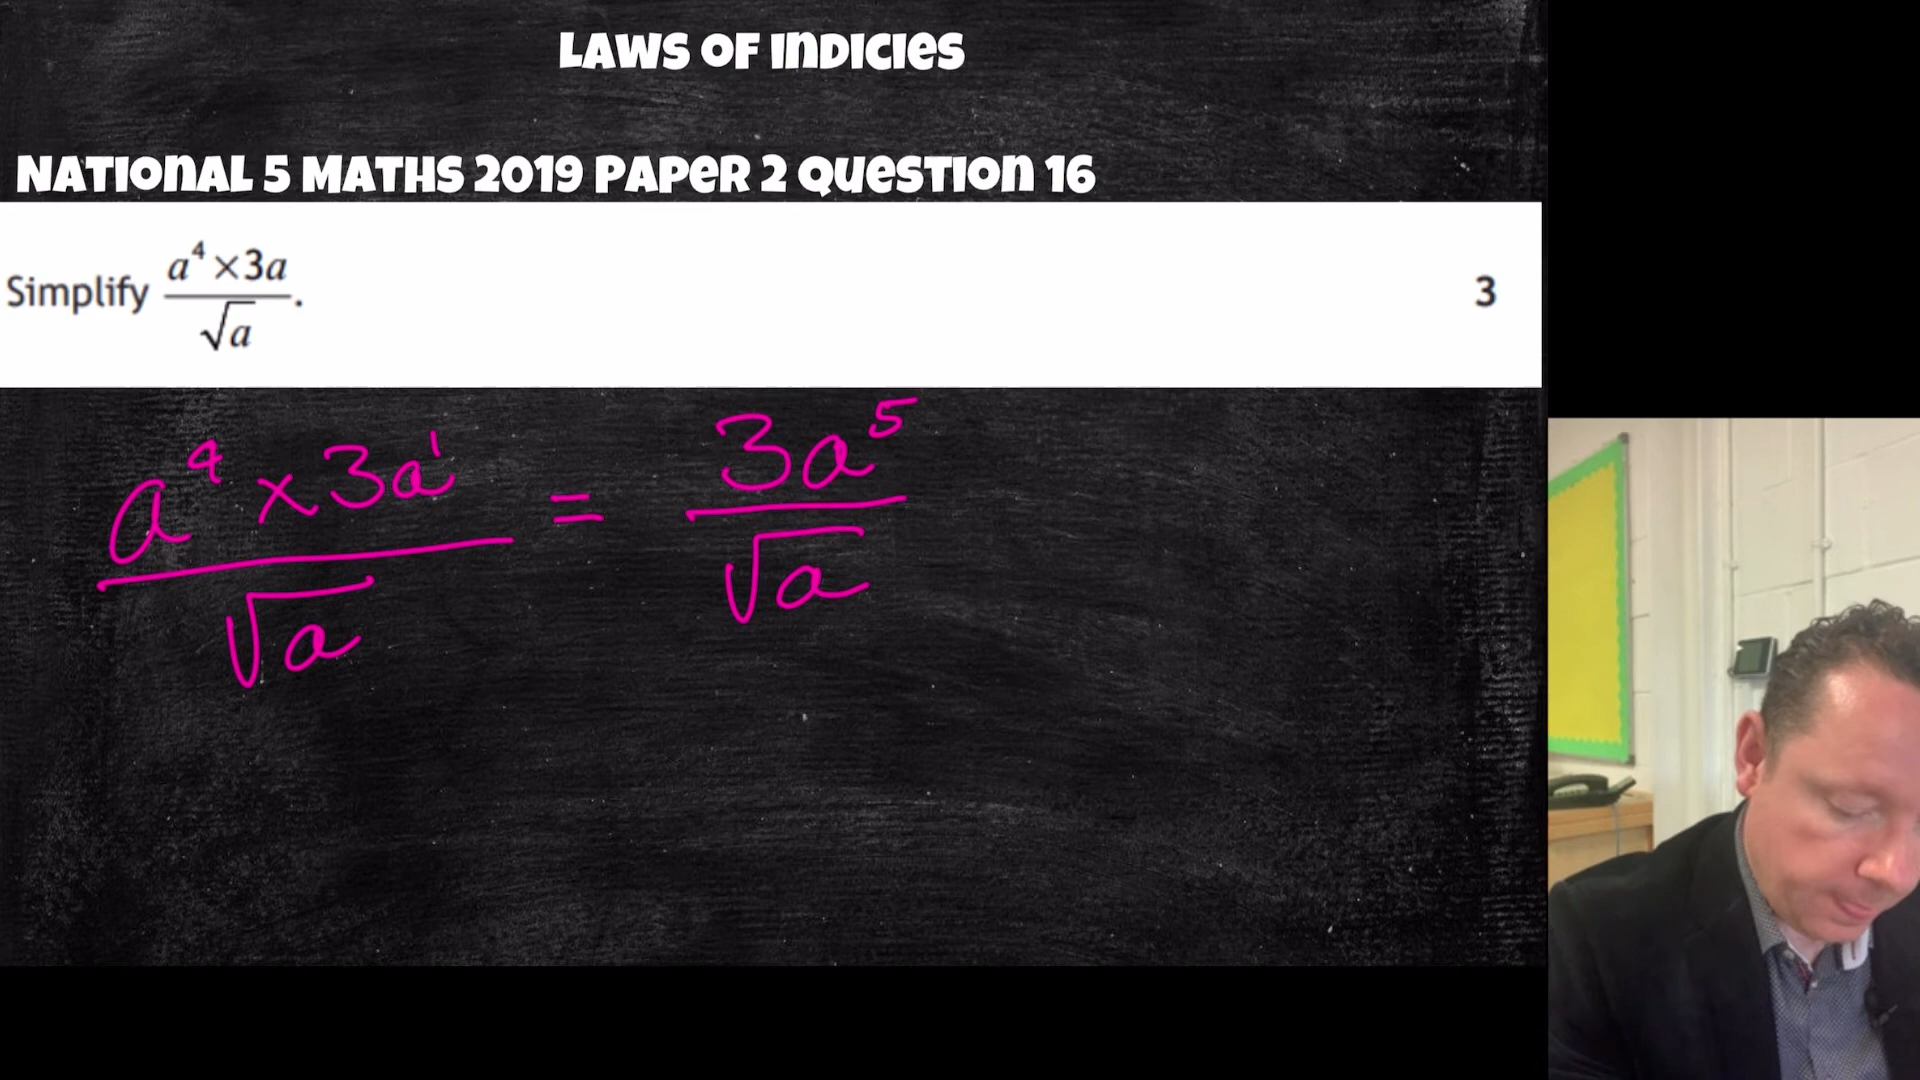 LAWS OF INDICIES
NATIONAL 5 MATHS 2019 PAPER 2 QUESTION 16
Simplify a⁴×3a / √a. 3
a⁴ × 3a¹ / √a = 3a⁵ / √a